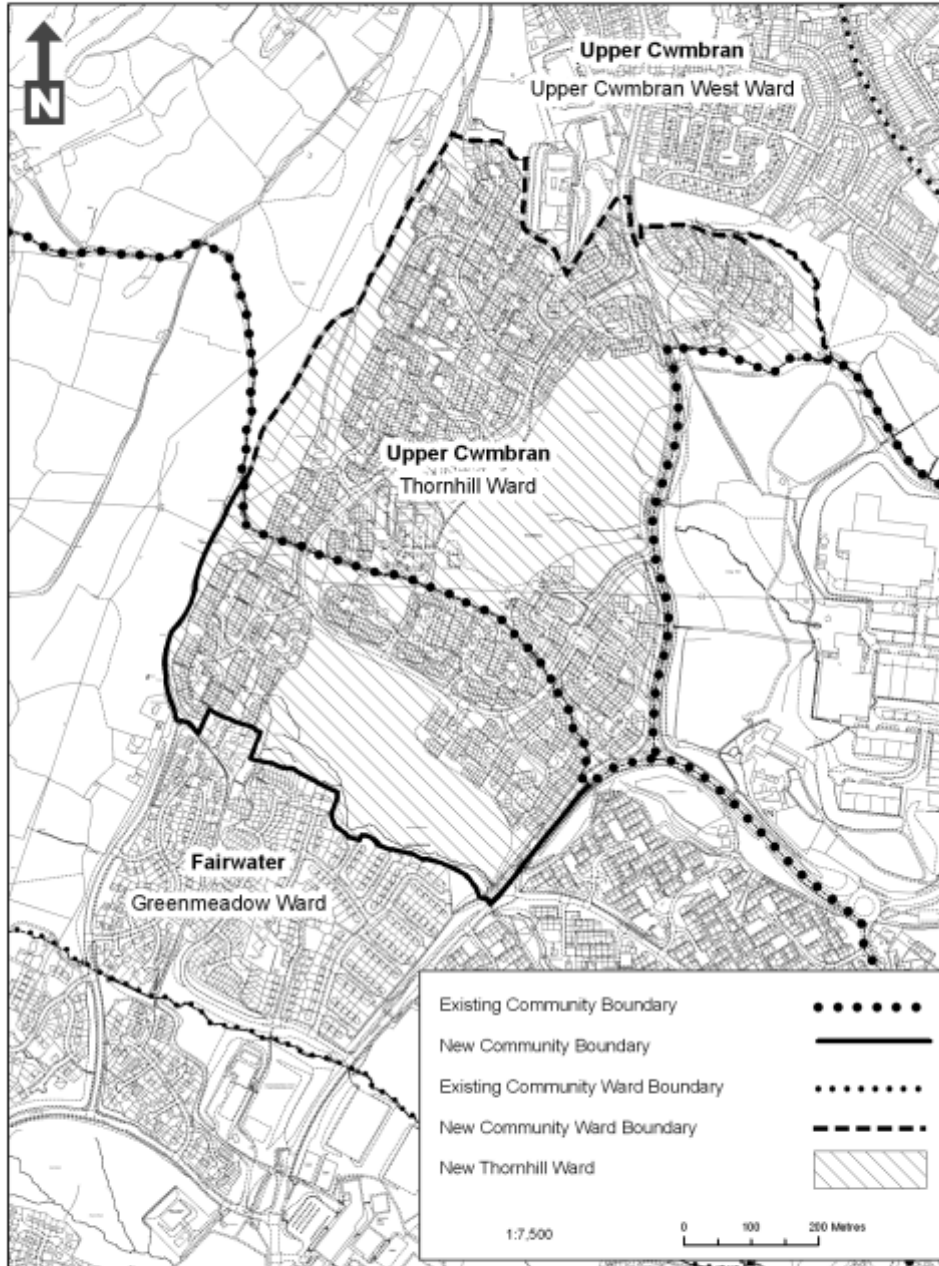 N
Upper Cwmbran
Upper Cwmbran West Ward
Upper Cwmbran
Thornhill Ward
Fairwater
Greenmeadow Ward
Existing Community Boundary
New Community Boundary
Existing Community Ward Boundary
New Community Ward Boundary
New Thornhill Ward
1:7,500
0 100 200 Metres